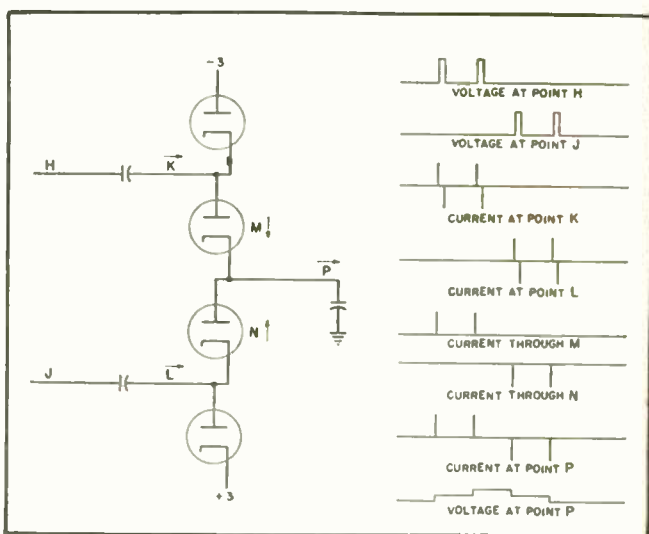 -3
VOLTAGE AT POINT H
H
K
VOLTAGE AT POINT J
CURRENT AT POINT K
M
P
CURRENT AT POINT L
N
CURRENT THROUGH M
J
L
CURRENT THROUGH N
CURRENT AT POINT P
+3
VOLTAGE AT POINT P